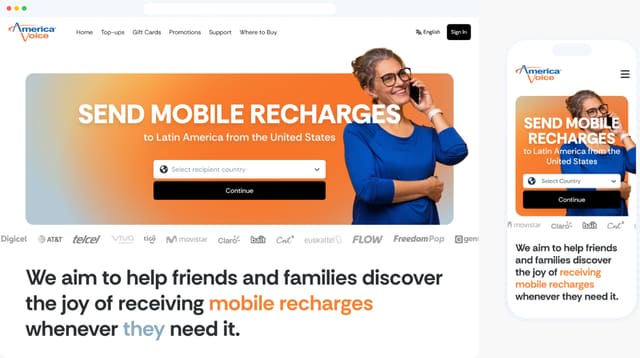 America
Voice
Home Top-ups Gift Cards Promotions Support Where to Buy English Sign In
SEND MOBILE RECHARGES
to Latin America from the United States
Select recipient country
Continue
Digicel AT&T telcel VIVA tigo movistar Claro bait Cnt euskaltel FLOW FreedomPop gen
We aim to help friends and families discover
the joy of receiving mobile recharges
whenever they need it.
America
Voice
SEND MOBILE
RECHARGES
to Latin America from the
United States
Select Country
Continue
movistar Claro bait Cnt
We aim to help friends
and families discover
the joy of receiving
mobile recharges
whenever they need it.